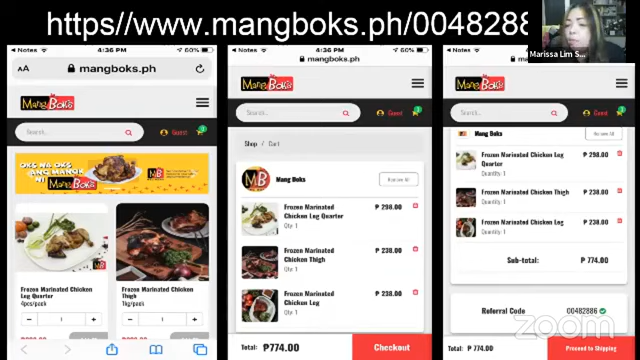 https//www.mangboks.ph/00482886
Marissa Lim S...
Notes 4:36 PM 60%
AA mangboks.ph
Mang Boks
Search... Guest
OKS NA OKS
ANG MANOK
NI Mang Boks
MB
Frozen Marinated Chicken
Leg Quarter
4pcs/pack
1
Frozen Marinated Chicken
Thigh
1kg/pack
1
Notes 4:36 PM 60%
mangboks.ph
Mang Boks
Search... Guest
Shop / Cart
MB Mang Boks Remove All
Frozen Marinated ₱ 298.00
Chicken Leg Quarter
Qty: 1
Frozen Marinated ₱ 238.00
Chicken Thigh
Qty: 1
Frozen Marinated ₱ 238.00
Chicken Leg
Qty: 1
Total: ₱774.00 Checkout
Notes
mangboks.ph
Mang Boks
Search... Guest
Mang Boks Remove All
Frozen Marinated Chicken Leg ₱ 298.00
Quarter
Quantity: 1
Frozen Marinated Chicken Thigh ₱ 238.00
Quantity: 1
Frozen Marinated Chicken Leg ₱ 238.00
Quantity: 1
Sub-total: ₱ 774.00
Referral Code 00482886
zoom
Total: ₱ 774.00 Proceed to Shipping